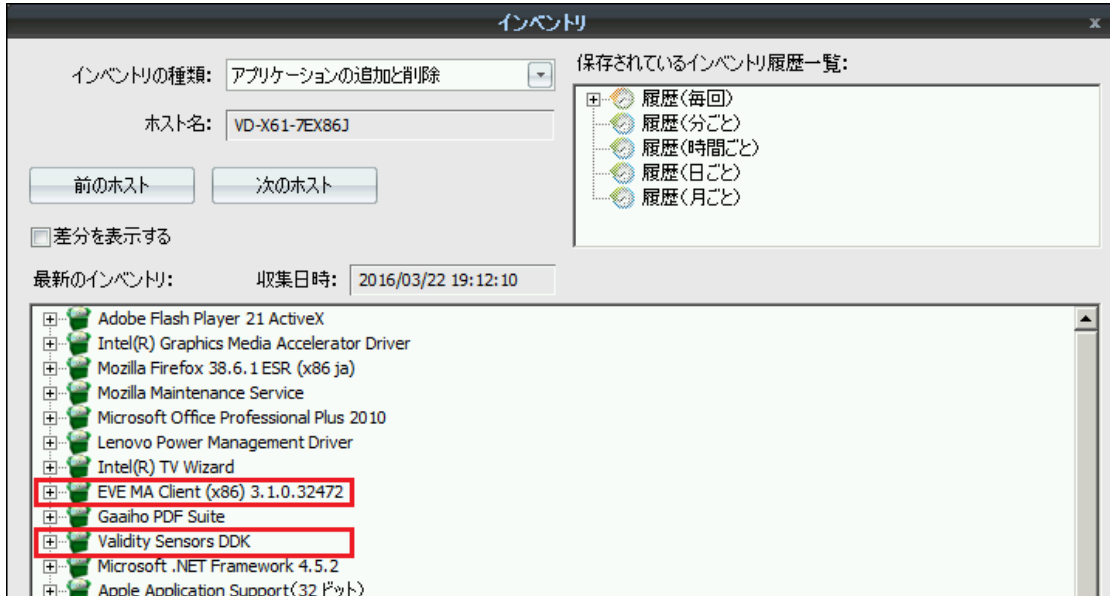 インベントリ
x
インベントリの種類: アプリケーションの追加と削除
ホスト名: VD-X61-7EX86J
前のホスト 次のホスト
差分を表示する
保存されているインベントリ履歴一覧:
履歴(毎回)
履歴(分ごと)
履歴(時間ごと)
履歴(日ごと)
履歴(月ごと)
最新のインベントリ: 収集日時: 2016/03/22 19:12:10
Adobe Flash Player 21 ActiveX
Intel(R) Graphics Media Accelerator Driver
Mozilla Firefox 38.6.1 ESR (x86 ja)
Mozilla Maintenance Service
Microsoft Office Professional Plus 2010
Lenovo Power Management Driver
Intel(R) TV Wizard
EVE MA Client (x86) 3.1.0.32472
Gaaiho PDF Suite
Validity Sensors DDK
Microsoft .NET Framework 4.5.2
Apple Application Support(32 ビット)